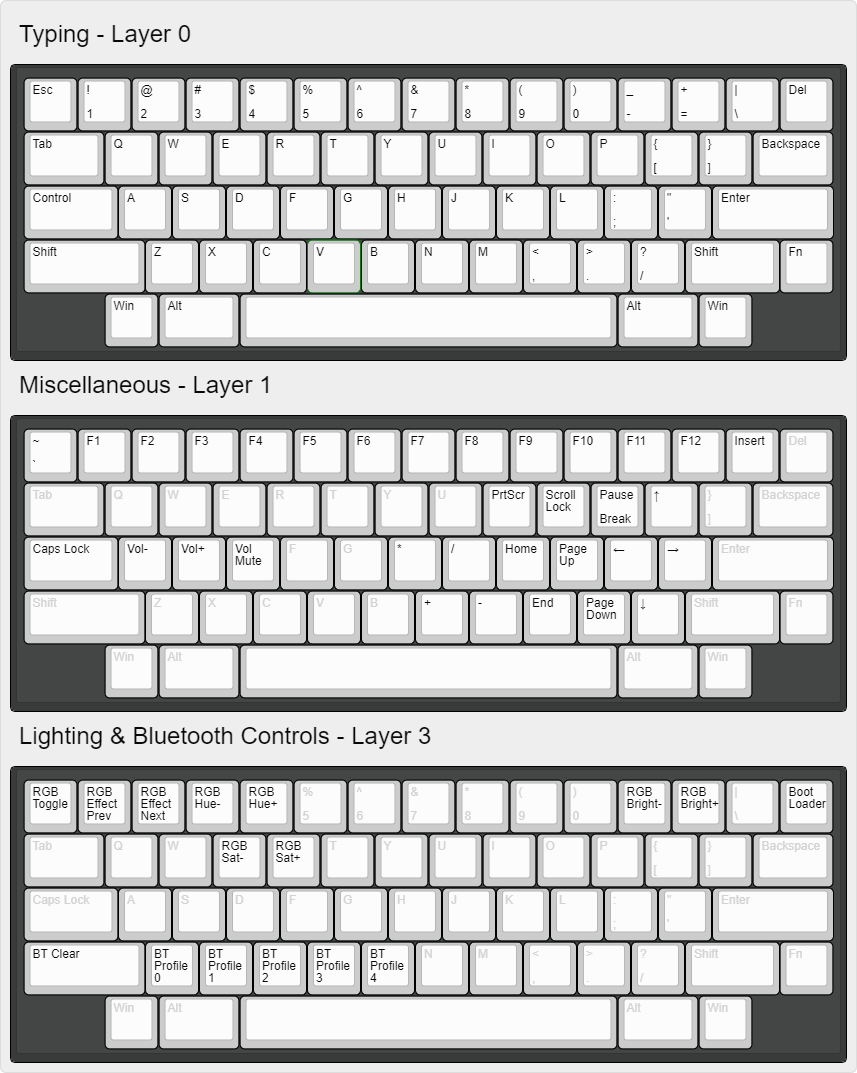 Typing - Layer 0
Esc ! @ # $ % ^ & * ( ) _ + | Del
1 2 3 4 5 6 7 8 9 0 - = \
Tab Q W E R T Y U I O P { } Backspace
[ ]
Control A S D F G H J K L : " Enter
; '
Shift Z X C V B N M < > ? Shift Fn
, . /
Win Alt Alt Win
Miscellaneous - Layer 1
~ F1 F2 F3 F4 F5 F6 F7 F8 F9 F10 F11 F12 Insert Del
`
Tab Q W E R T Y U PrtScr Scroll Pause ↑ } Backspace
Lock
Break ]
Caps Lock Vol- Vol+ Vol F G * / Home Page ← → Enter
Mute Up
Shift Z X C V B + - End Page ↓ Shift Fn
Down
Win Alt Alt Win
Lighting & Bluetooth Controls - Layer 3
RGB RGB RGB RGB RGB % ^ & * ( ) RGB RGB | Boot
Toggle Effect Effect Hue- Hue+ Bright- Bright+ Loader
Prev Next 5 6 7 8 9 0 \
Tab Q W RGB RGB T Y U I O P { } Backspace
Sat- Sat+
[ ]
Caps Lock A S D F G H J K L : " Enter
; '
BT Clear BT BT BT BT BT N M < > ? Shift Fn
Profile Profile Profile Profile Profile
0 1 2 3 4 , . /
Win Alt Alt Win